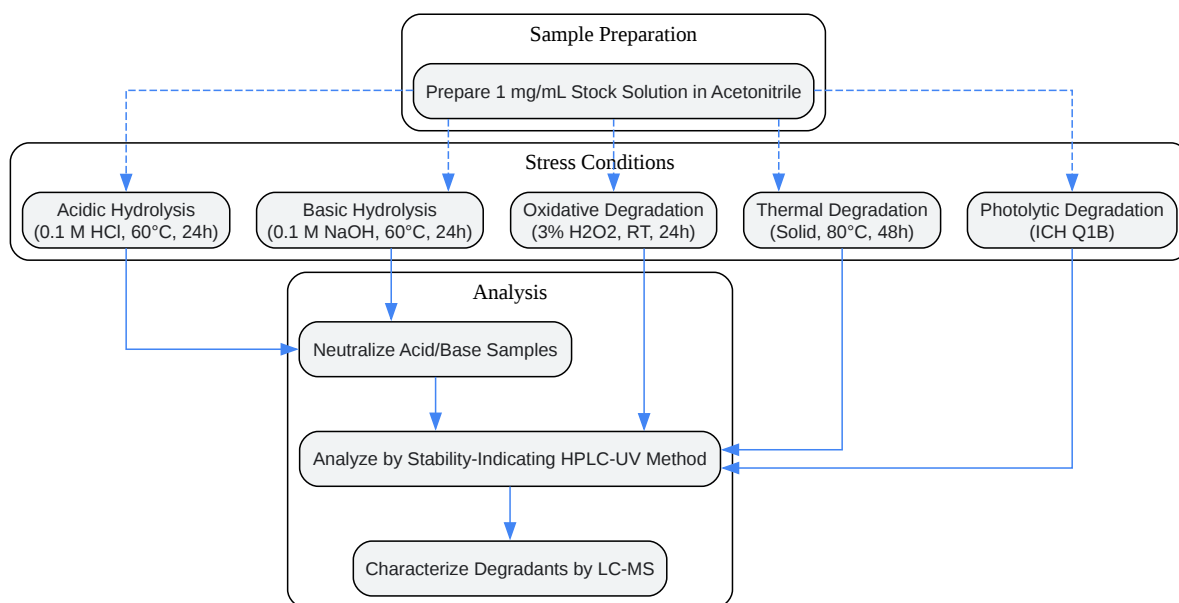 Sample Preparation
Prepare 1 mg/mL Stock Solution in Acetonitrile
Stress Conditions
Acidic Hydrolysis
(0.1 M HCl, 60°C, 24h)
Basic Hydrolysis
(0.1 M NaOH, 60°C, 24h)
Oxidative Degradation
(3% H2O2, RT, 24h)
Thermal Degradation
(Solid, 80°C, 48h)
Photolytic Degradation
(ICH Q1B)
Analysis
Neutralize Acid/Base Samples
Analyze by Stability-Indicating HPLC-UV Method
Characterize Degradants by LC-MS